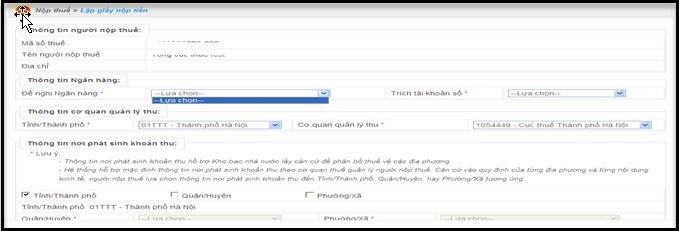 Nộp thuế > Lập giấy nộp tiền
Thông tin người nộp thuế:
Mã số thuế
Tên người nộp thuế Tổng cục thuế test
Địa chỉ
Thông tin Ngân hàng:
Đề nghị Ngân hàng * --Lựa chọn-- Trích tài khoản số * --Lựa chọn--
--Lựa chọn--
Thông tin cơ quan quản lý thu:
Tỉnh/Thành phố * 01TTT - Thành phố Hà Nội Cơ quan quản lý thu * 1054449 - Cục thuế Thành phố Hà Nội
Thông tin nơi phát sinh khoản thu:
* Lưu ý:
- Thông tin nơi phát sinh khoản thu hỗ trợ Kho bạc nhà nước lấy căn cứ để phân bổ thuế về các địa phương.
- Hệ thống hỗ trợ mặc định thông tin nơi phát sinh khoản thu theo cơ quan thuế quản lý người nộp thuế. Căn cứ vào quy định của từng địa phương và từng nội dung
kinh tế, người nộp thuế lựa chọn thông tin nơi phát sinh khoản thu đến Tỉnh/Thành phố, Quận/Huyện, hay Phường/Xã tương ứng.
Tỉnh/Thành phố Quận/Huyện Phường/Xã
Tỉnh/Thành phố: 01TTT - Thành phố Hà Nội
Quận/Huyện * --Lựa chọn-- Phường/Xã * --Lựa chọn--